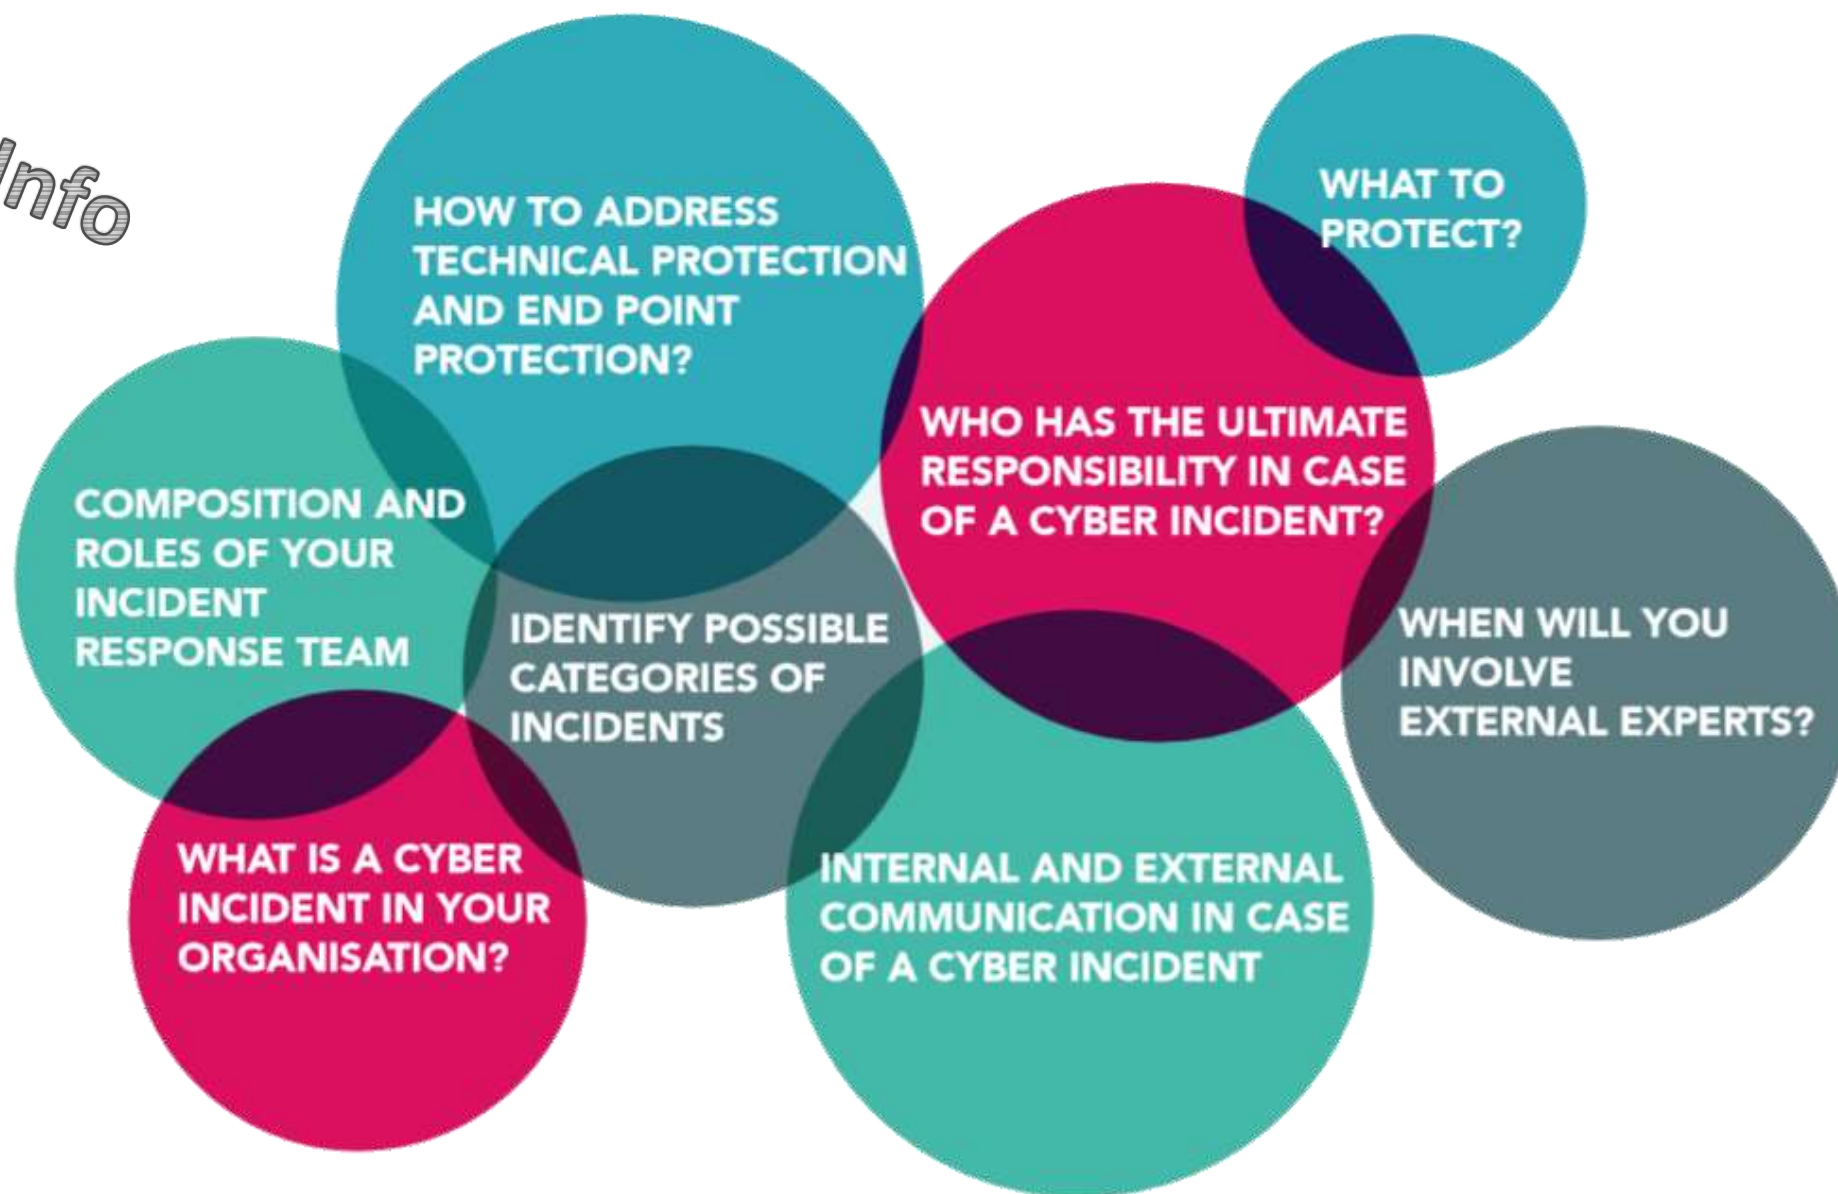 Info
HOW TO ADDRESS
TECHNICAL PROTECTION
AND END POINT
PROTECTION?
WHAT TO
PROTECT?
WHO HAS THE ULTIMATE
RESPONSIBILITY IN CASE
OF A CYBER INCIDENT?
COMPOSITION AND
ROLES OF YOUR
INCIDENT
RESPONSE TEAM
IDENTIFY POSSIBLE
CATEGORIES OF
INCIDENTS
WHEN WILL YOU
INVOLVE
EXTERNAL EXPERTS?
WHAT IS A CYBER
INCIDENT IN YOUR
ORGANISATION?
INTERNAL AND EXTERNAL
COMMUNICATION IN CASE
OF A CYBER INCIDENT